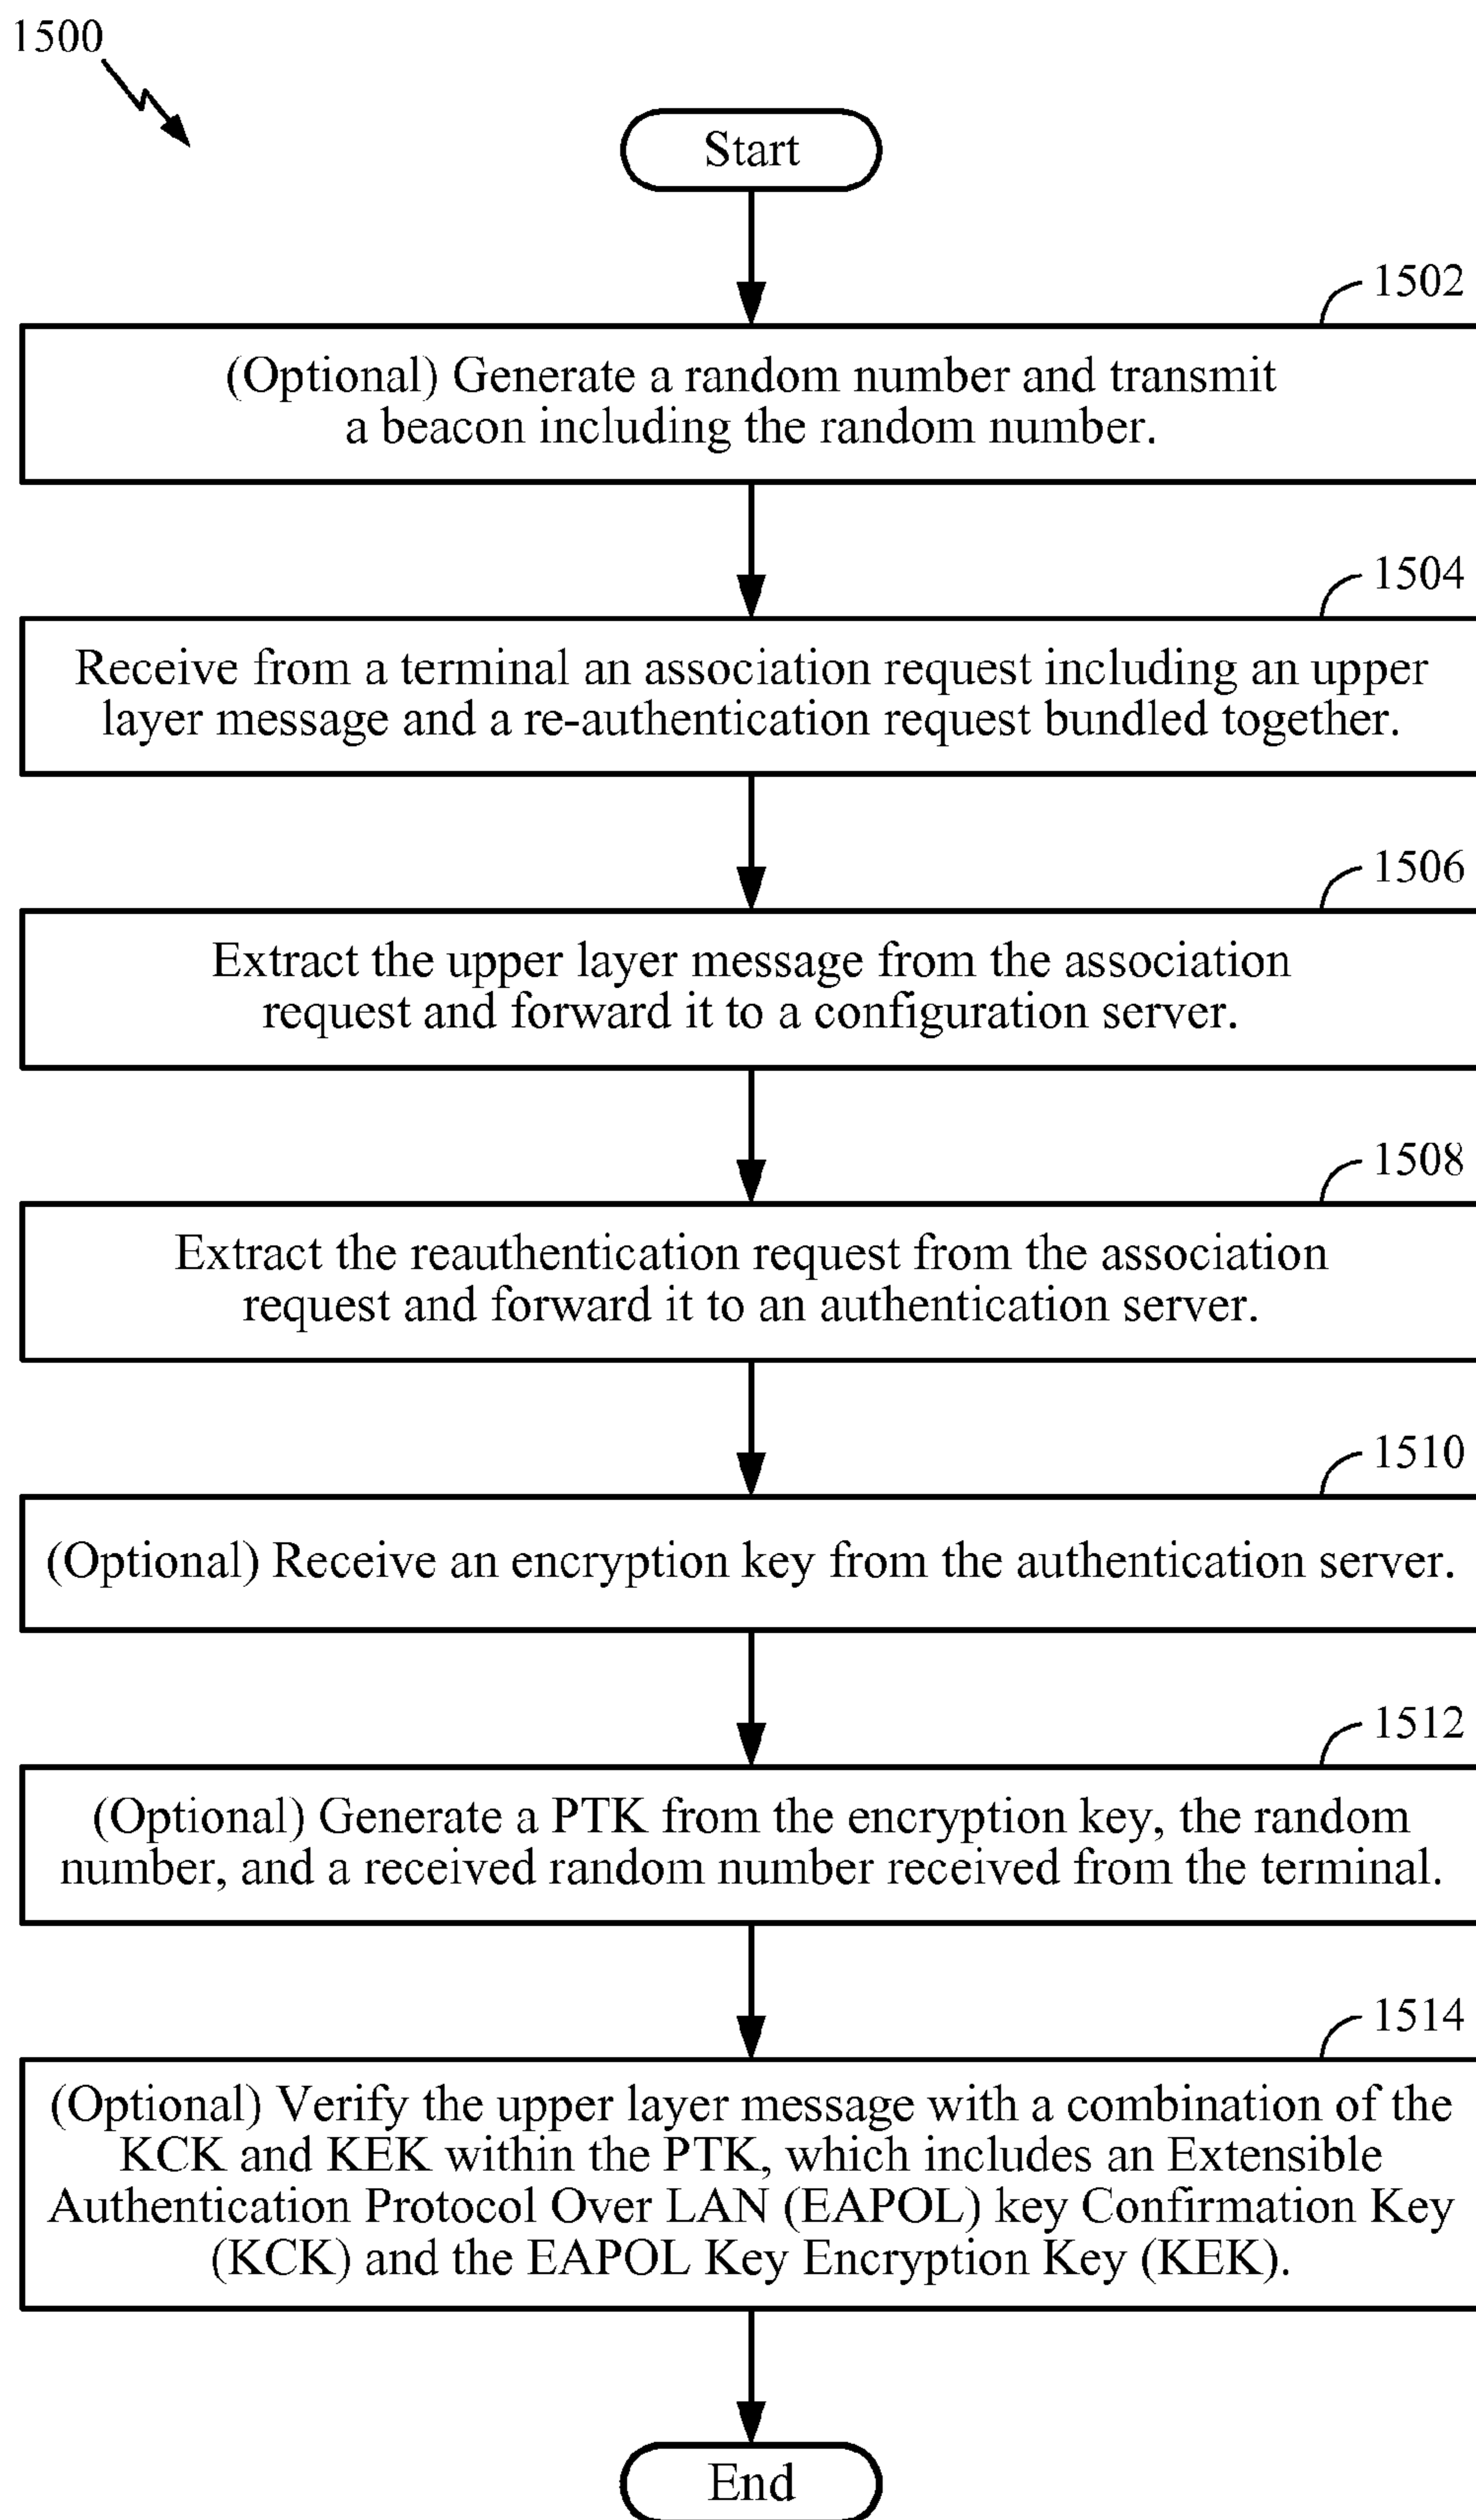 1500
Start
1502
(Optional) Generate a random number and transmit
a beacon including the random number.
1504
Receive from a terminal an association request including an upper
layer message and a re-authentication request bundled together.
1506
Extract the upper layer message from the association
request and forward it to a configuration server.
1508
Extract the reauthentication request from the association
request and forward it to an authentication server.
1510
(Optional) Receive an encryption key from the authentication server.
1512
(Optional) Generate a PTK from the encryption key, the random
number, and a received random number received from the terminal.
1514
(Optional) Verify the upper layer message with a combination of the
KCK and KEK within the PTK, which includes an Extensible
Authentication Protocol Over LAN (EAPOL) key Confirmation Key
(KCK) and the EAPOL Key Encryption Key (KEK).
End